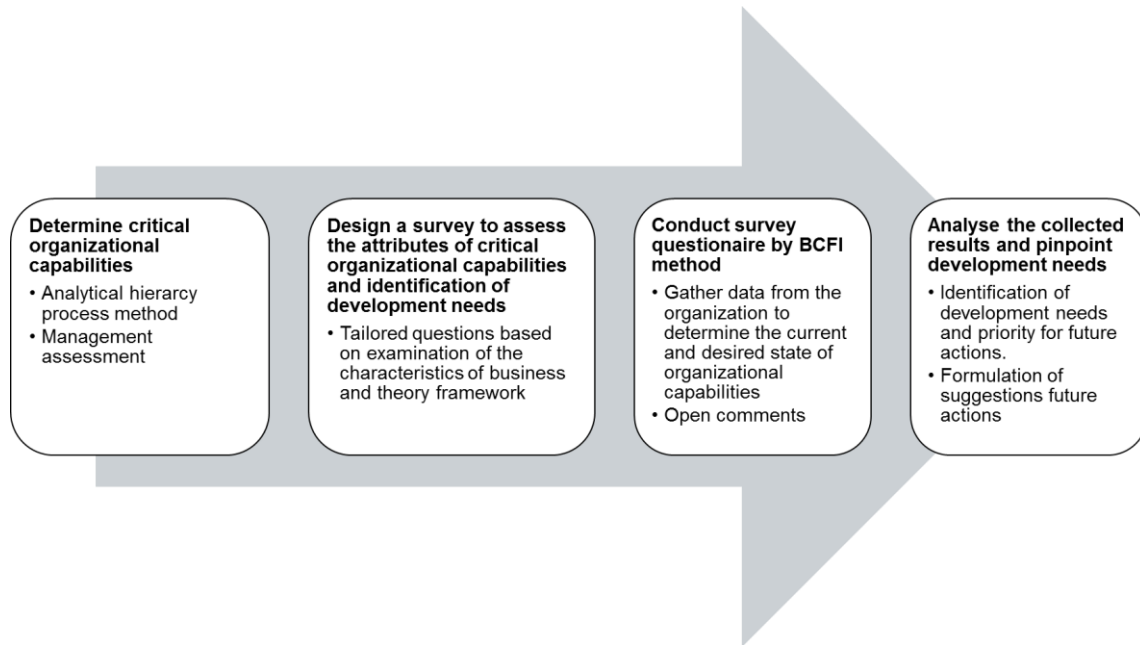 Determine critical
organizational
capabilities
• Analytical hierarcy
process method
• Management
assessment
Design a survey to assess
the attributes of critical
organizational capabilities
and identification of
development needs
• Tailored questions based
on examination of the
characteristics of business
and theory framework
Conduct survey
questionaire by BCFI
method
• Gather data from the
organization to
determine the current
and desired state of
organizational
capabilities
• Open comments
Analyse the collected
results and pinpoint
development needs
• Identification of
development needs
and priority for future
actions.
• Formulation of
suggestions future
actions